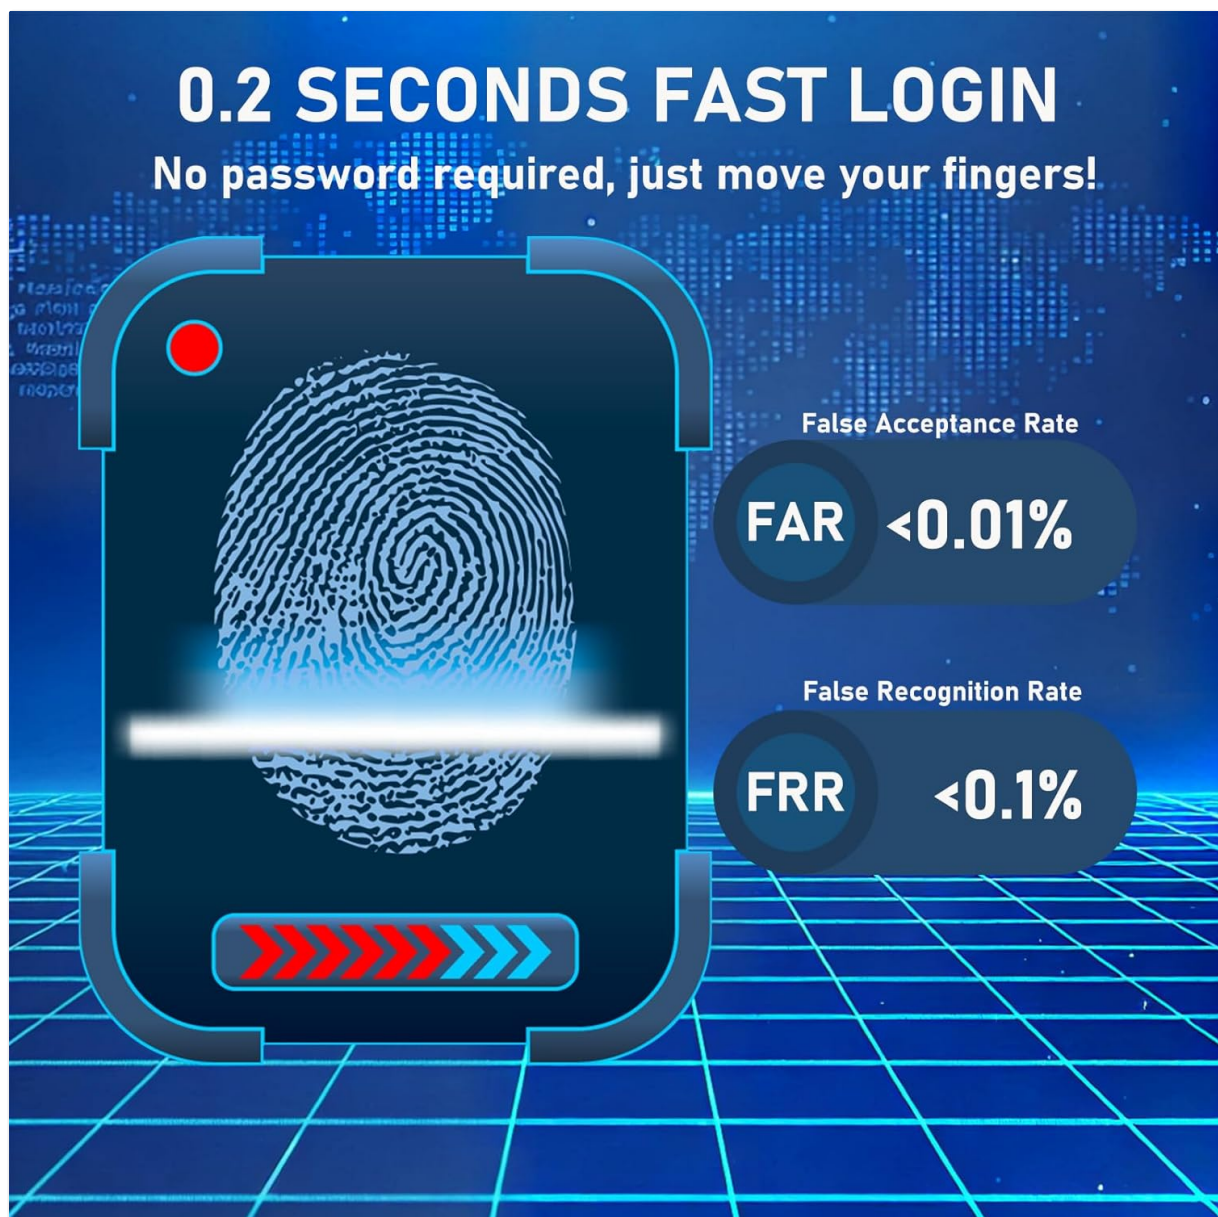 0.2 SECONDS FAST LOGIN
No password required, just move your fingers!
False Acceptance Rate
FAR <0.01%
False Recognition Rate
FRR <0.1%